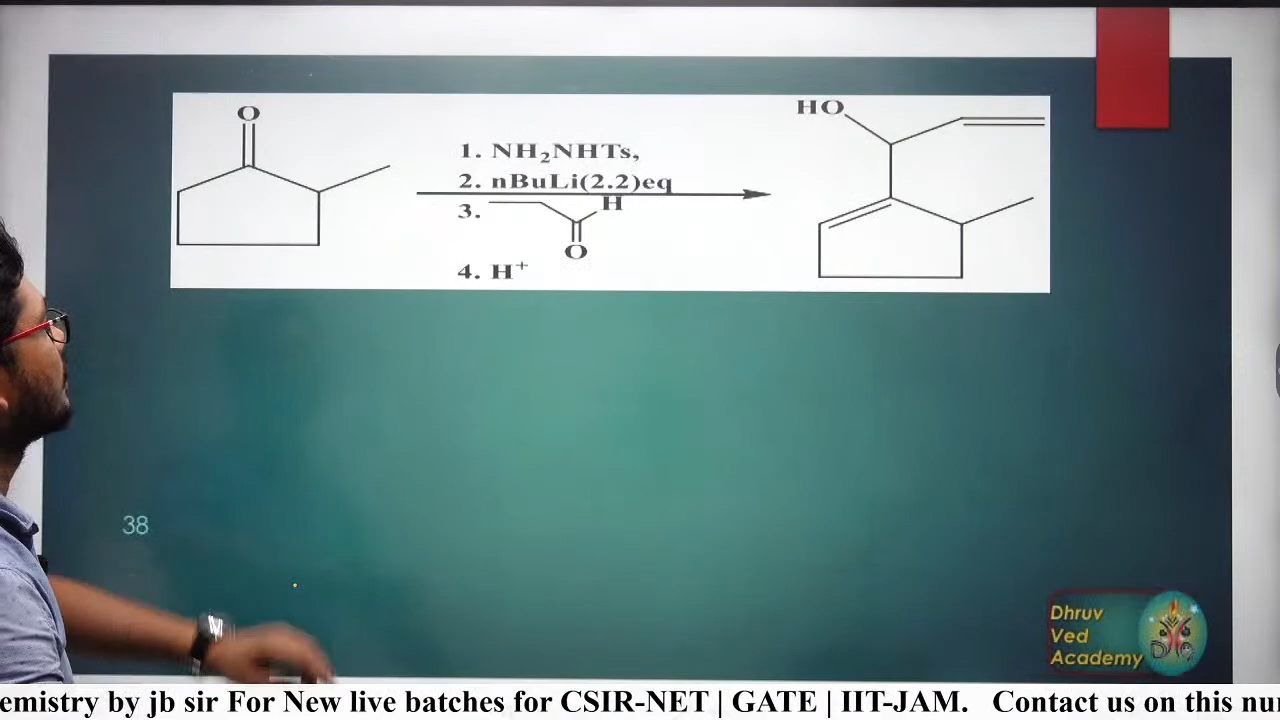 O
1. NH₂NHTs,
2. nBuLi(2.2)eq
3.
H
O
4. H⁺
HO
38
Dhruv
Ved
Academy
emistry by jb sir For New live batches for CSIR-NET | GATE | IIT-JAM. Contact us on this nu